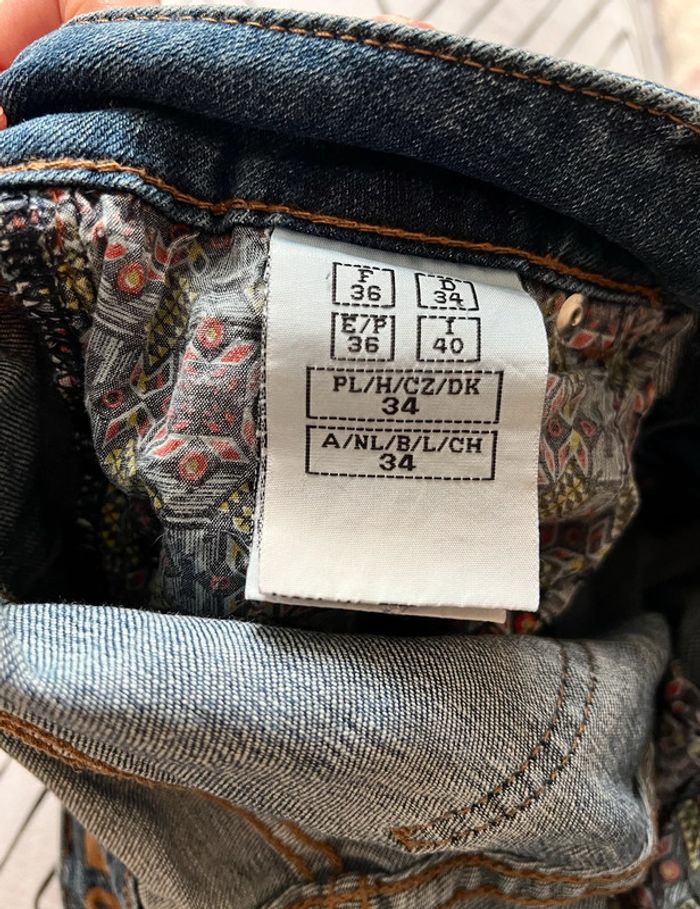 F D
36 34
E/P I
36 40
PL/H/CZ/DK
34
A/NL/B/L/CH
34